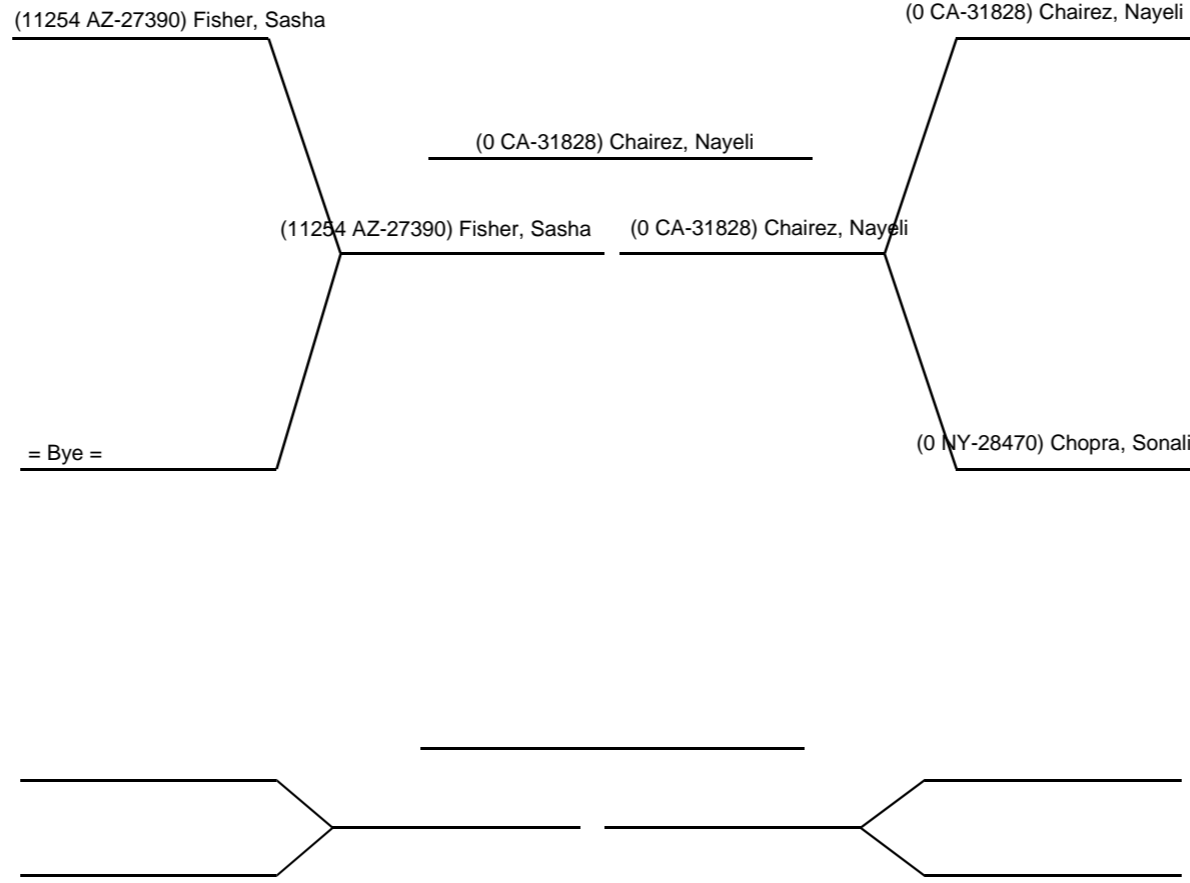 (11254 AZ-27390) Fisher, Sasha
(0 CA-31828) Chairez, Nayeli
(0 CA-31828) Chairez, Nayeli
(11254 AZ-27390) Fisher, Sasha
(0 CA-31828) Chairez, Nayeli
= Bye =
(0 NY-28470) Chopra, Sonali